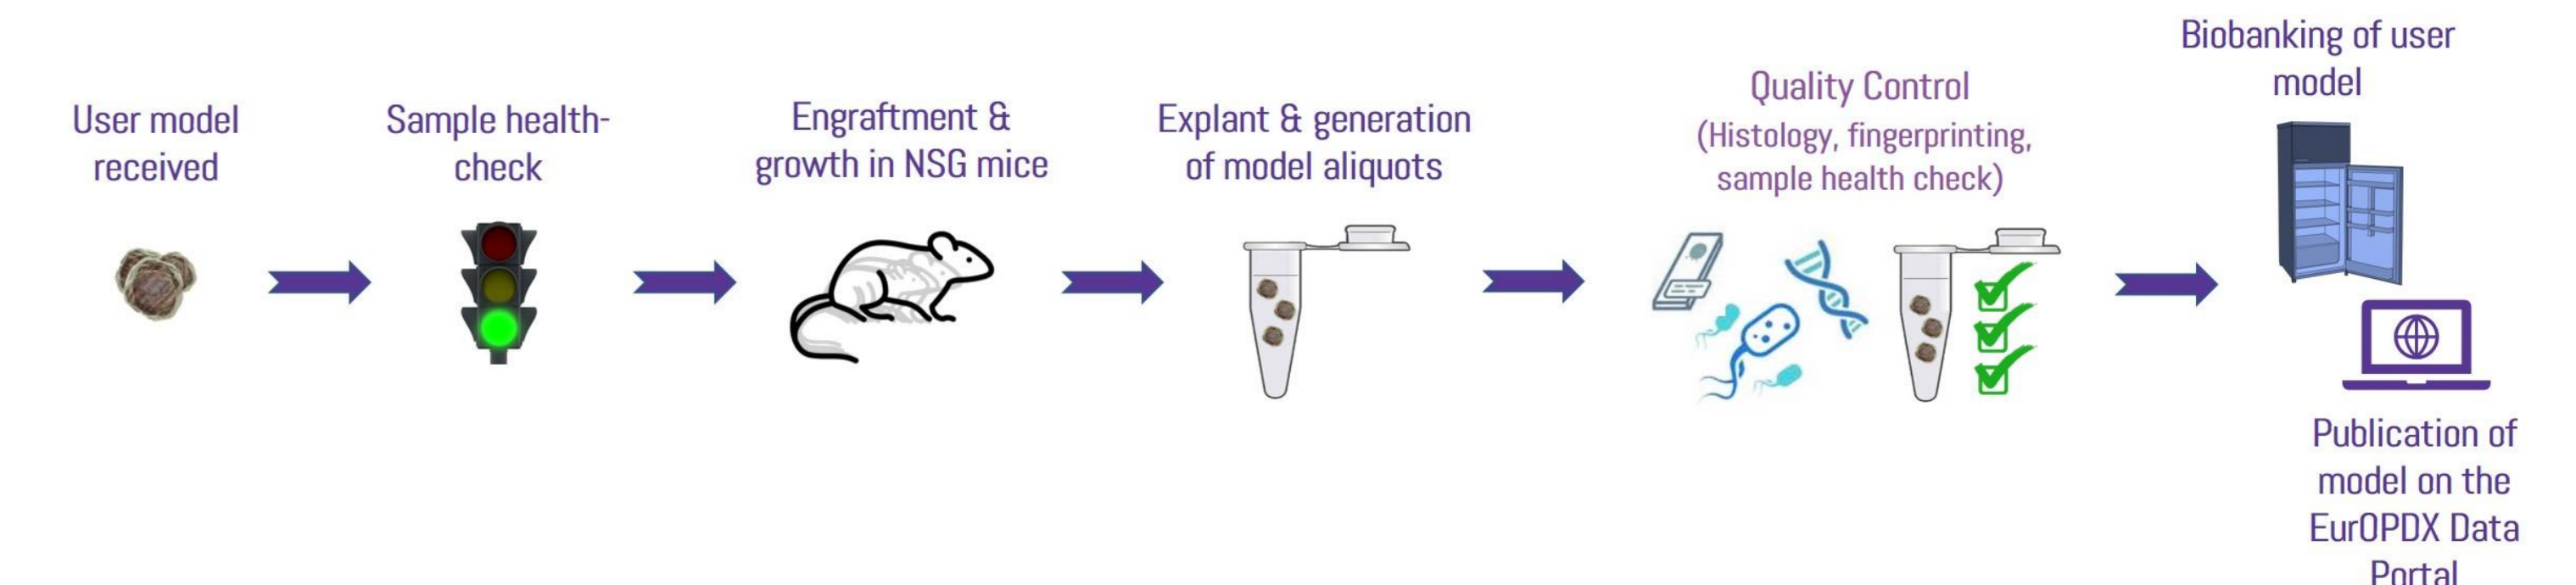 User model
received
Sample health-
check
Engraftment &
growth in NSG mice
Explant & generation
of model aliquots
Quality Control
(Histology, fingerprinting,
sample health check)
Biobanking of user
model
Publication of
model on the
EurOPDX Data
Portal